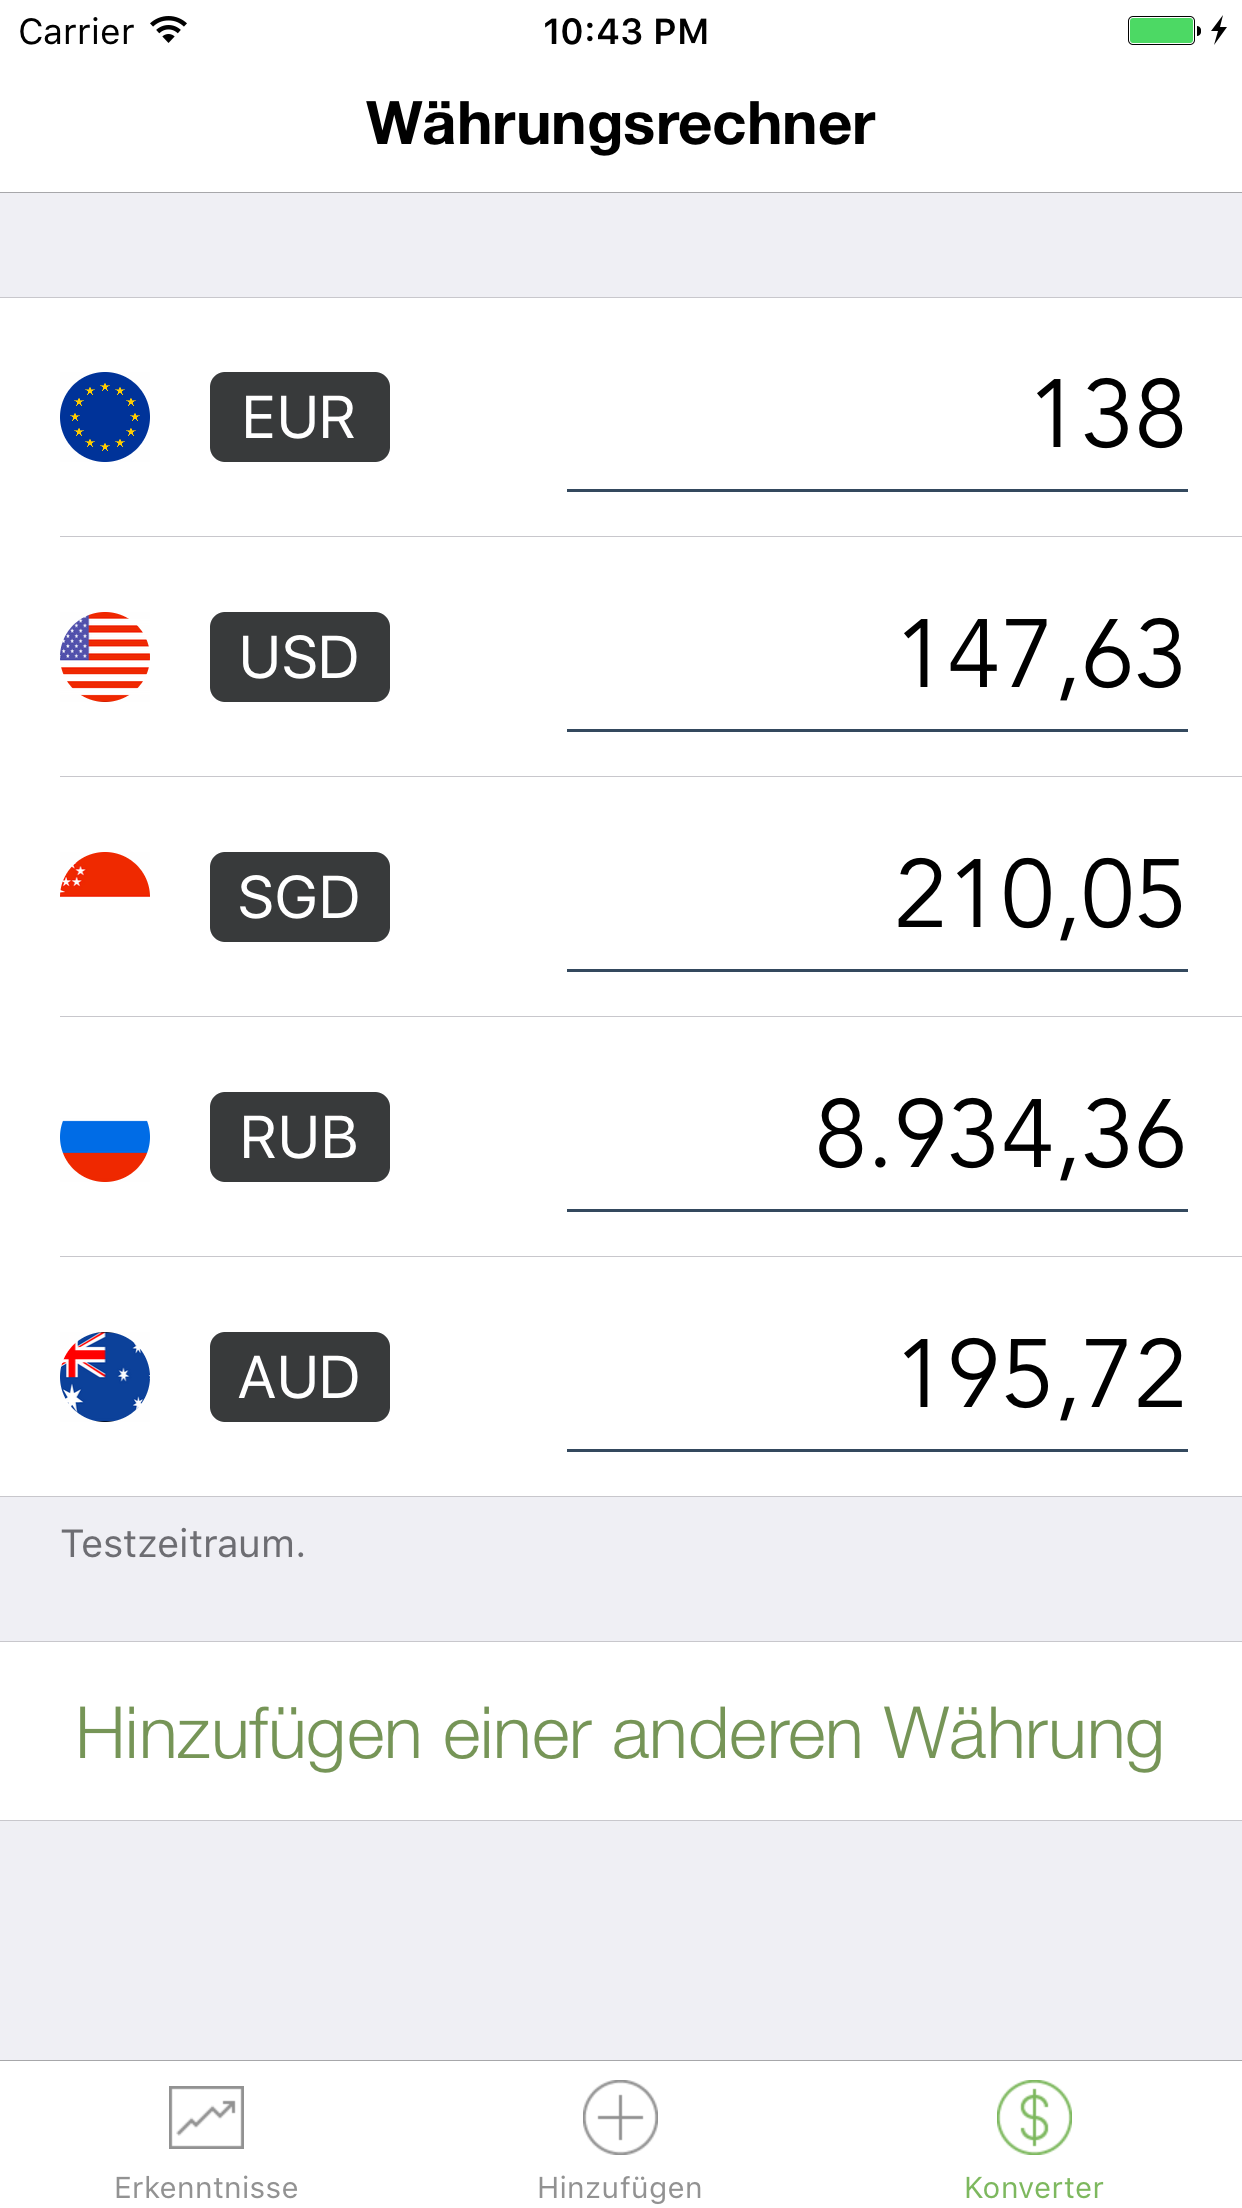 Carrier 10:43 PM
Währungsrechner
EUR 138
USD 147,63
SGD 210,05
RUB 8.934,36
AUD 195,72
Testzeitraum.
Hinzufügen einer anderen Währung
Erkenntnisse Hinzufügen Konverter